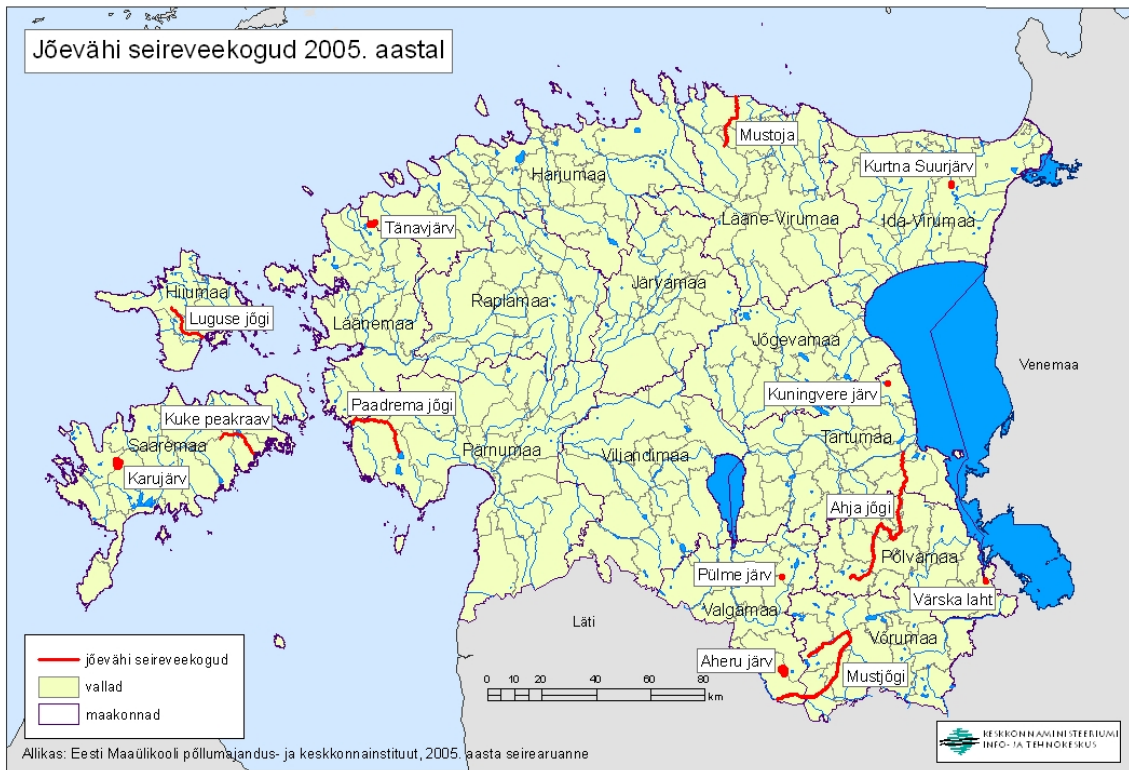 Jõevähi seireveekogud 2005. aastal
Mustoja
Kurtna Suurjärv
Harjumaa
Lääne-Virumaa
Ida-Virumaa
Tänavjärv
Hiiumaa
Luguse jõgi
Läänemaa
Raplamaa
Järvamaa
Jõgevamaa
Venemaa
Kuningvere järv
Kuke peakraav
Paadrema jõgi
Saaremaa
Karujärv
Pärnumaa
Viljandimaa
Tartumaa
Ahja jõgi
Põlvamaa
Pülme järv
Värska laht
Valgamaa
Läti
Võrumaa
Aheru järv
Mustjõgi
jõevähi seireveekogud
vallad
maakonnad
0 5 10 20 40 60 80
km
Allikas: Eesti Maaülikooli põllumajandus- ja keskkonnainstituut, 2005. aasta seirearuanne
KESKKONNAMINISTEERIUMI
INFO- JA TEHNOKESKUS